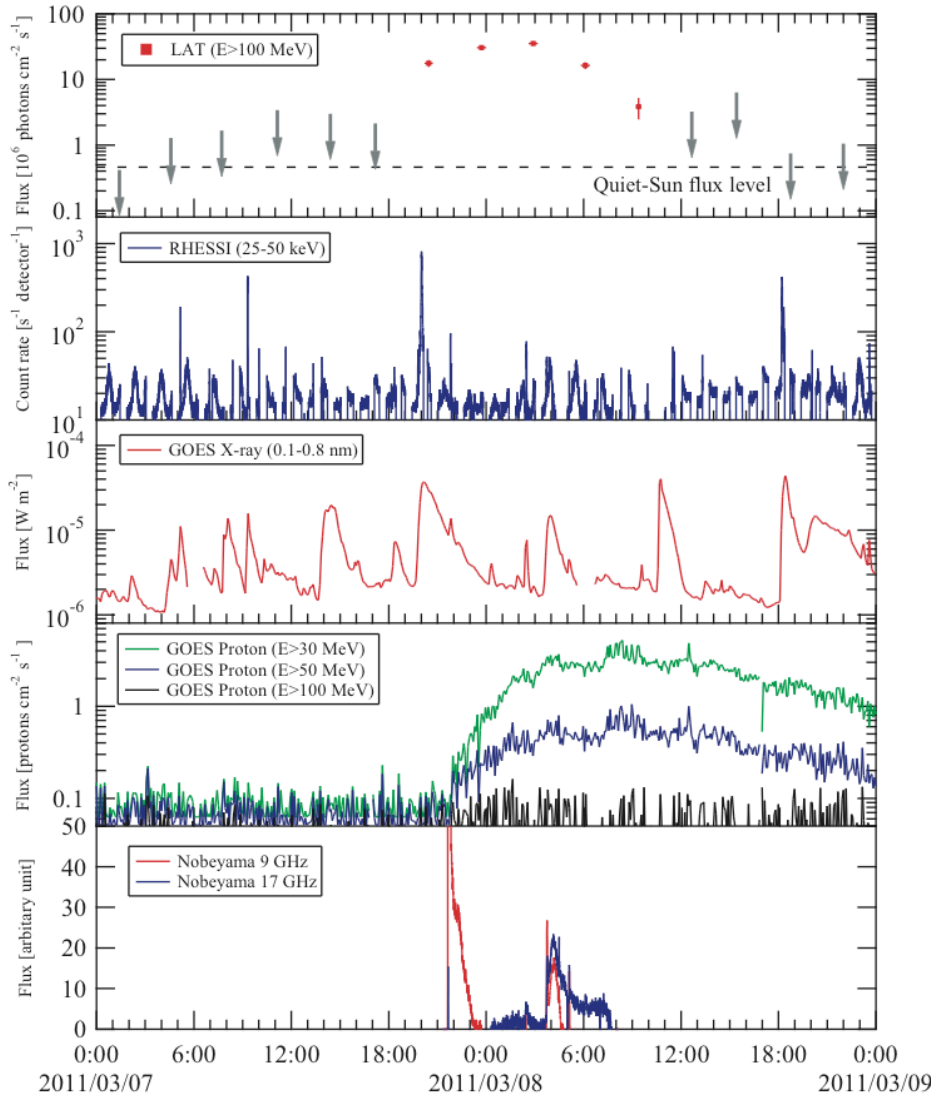 Flux [10⁶ photons cm⁻² s⁻¹]
100
10
1
0.1
LAT (E>100 MeV)
Quiet-Sun flux level
Count rate [s⁻¹ detector⁻¹]
10³
10²
10¹
RHESSI (25-50 keV)
Flux [W m⁻²]
10⁻⁴
10⁻⁵
10⁻⁶
GOES X-ray (0.1-0.8 nm)
Flux [protons cm⁻² s⁻¹]
1
0.1
GOES Proton (E>30 MeV)
GOES Proton (E>50 MeV)
GOES Proton (E>100 MeV)
Flux [arbitary unit]
50
40
30
20
10
0
Nobeyama 9 GHz
Nobeyama 17 GHz
0:00 6:00 12:00 18:00 0:00 6:00 12:00 18:00 0:00
2011/03/07 2011/03/08 2011/03/09